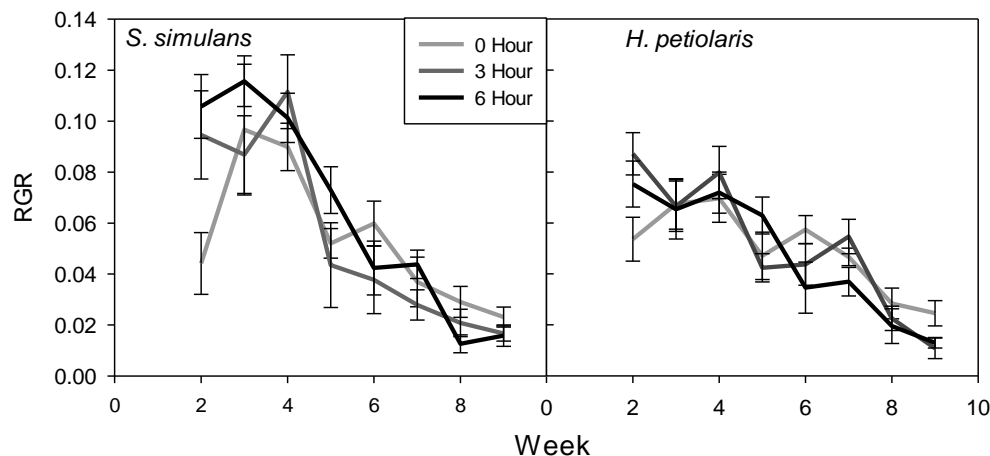 0.14
0.12
0.10
0.08
0.06
0.04
0.02
0.00
RGR
S. simulans
0 Hour
3 Hour
6 Hour
H. petiolaris
0 2 4 6 8 0 2 4 6 8 10
Week